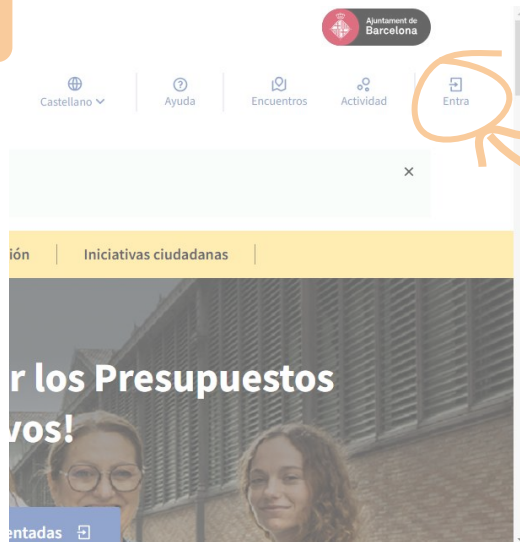 Ajuntament de
Barcelona
Castellano
Ayuda
Encuentros
Actividad
Entra
ión
Iniciativas ciudadanas
r los Presupuestos
vos!
entadas